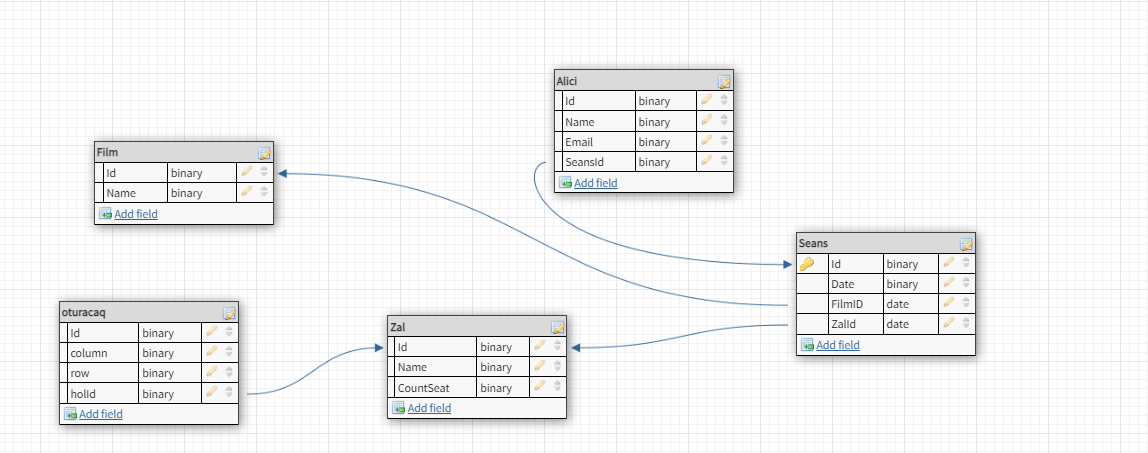 Alici
Id binary
Name binary
Email binary
SeansId binary
Add field
Film
Id binary
Name binary
Add field
Seans
Id binary
Date binary
FilmID date
ZalId date
Add field
oturacaq
Id binary
column binary
row binary
holId binary
Add field
Zal
Id binary
Name binary
CountSeat binary
Add field